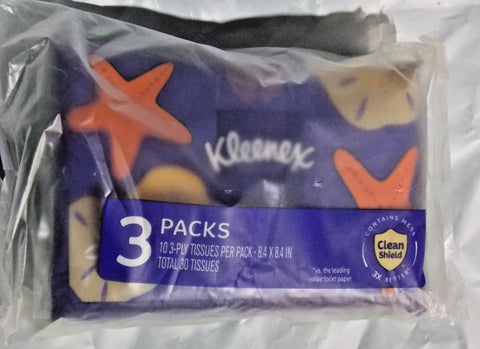 Kleenex
3 PACKS
10 3-PLY TISSUES PER PACK - 8.4 X 8.4 IN
TOTAL 30 TISSUES
CONTAINS MESS
Clean
Shield
3X BETTER*
*vs. the leading
value toilet paper